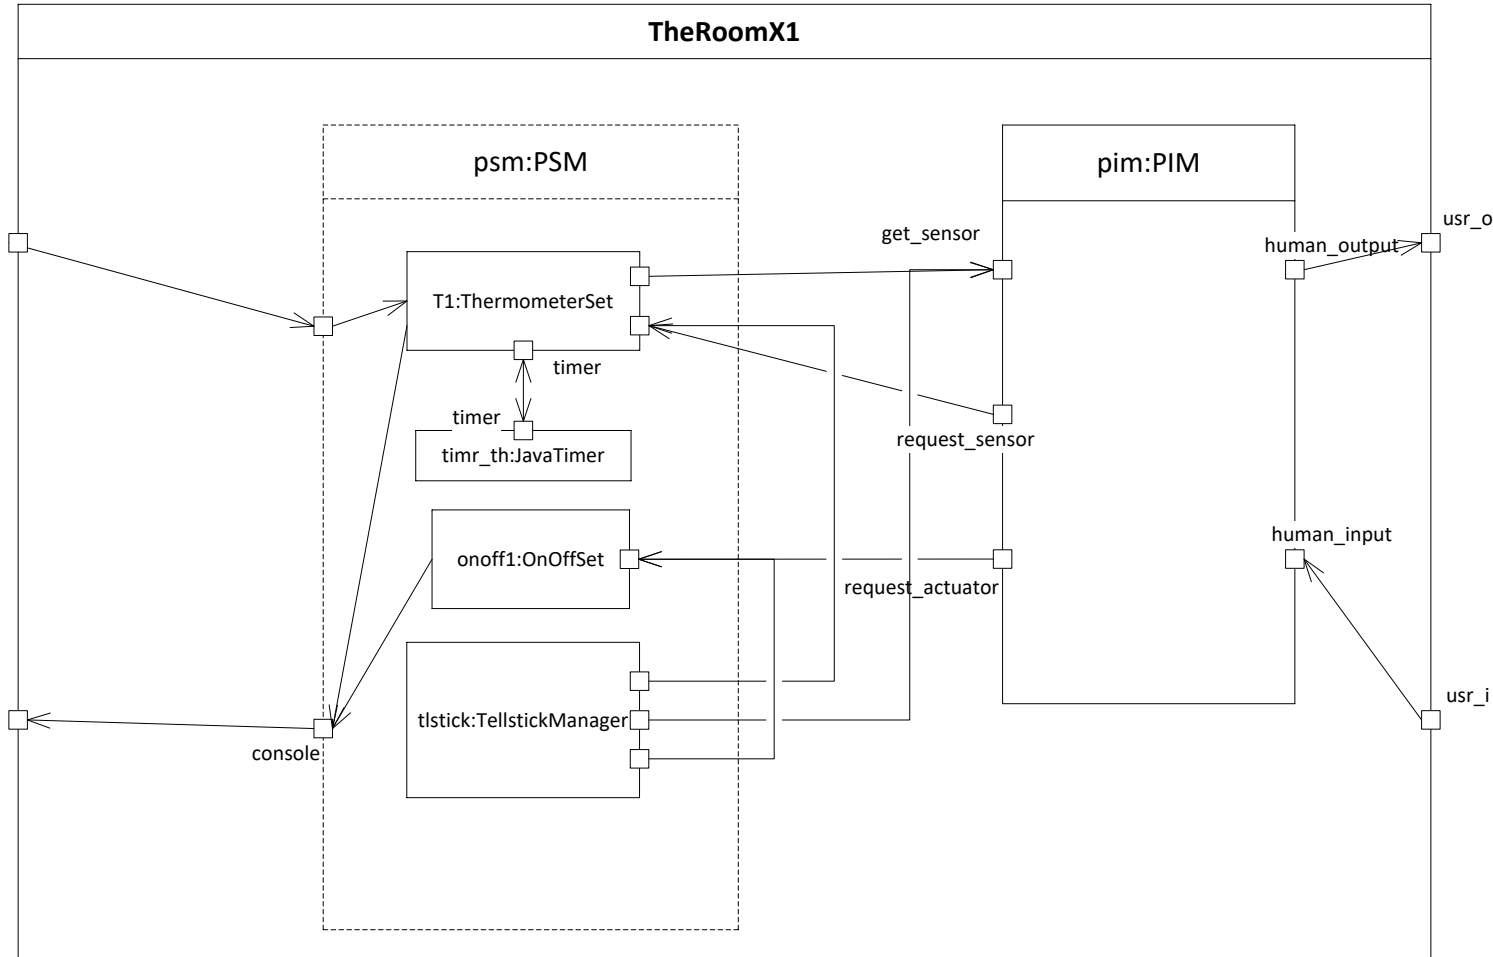 TheRoomX1
psm:PSM
pim:PIM
usr_o
get_sensor
human_output
T1:ThermometerSet
timer
timer
request_sensor
timr_th:JavaTimer
human_input
onoff1:OnOffSet
request_actuator
usr_i
tlstick:TellstickManager
console